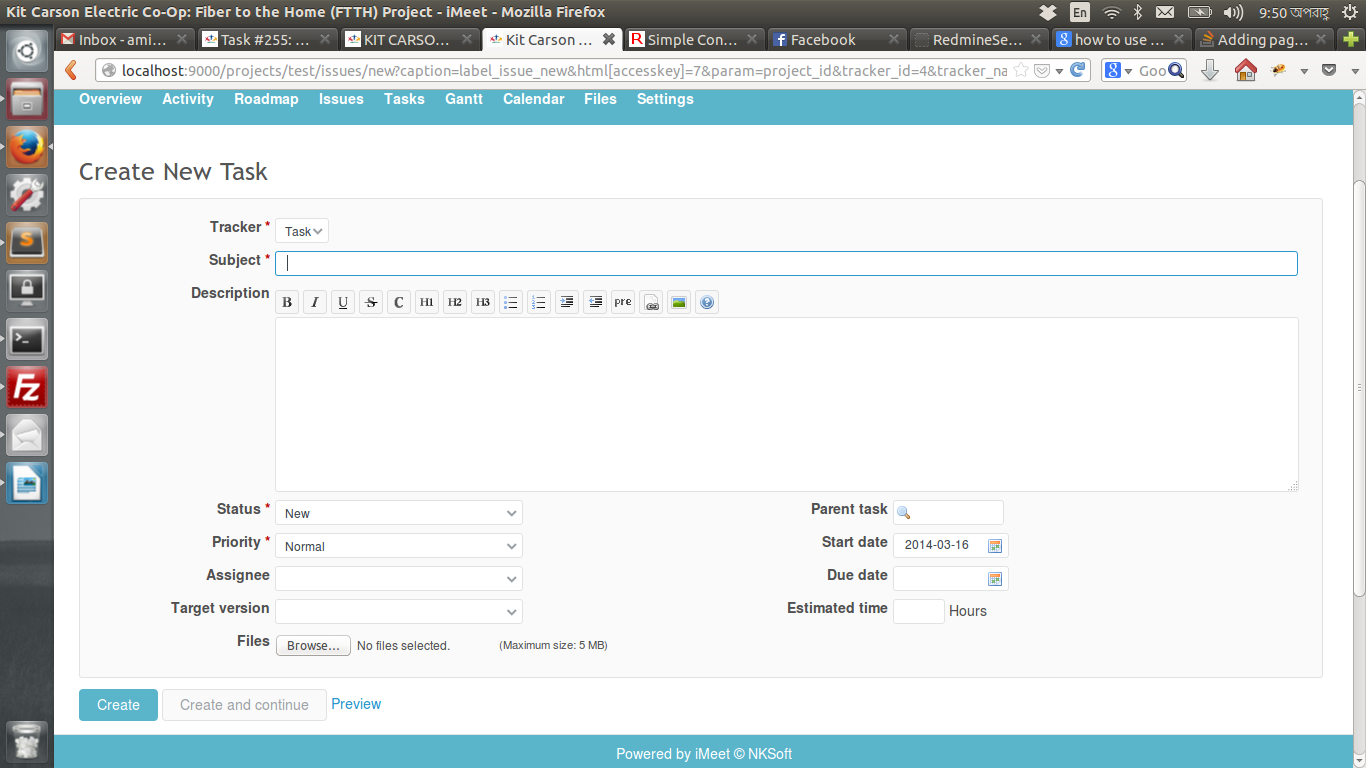 Kit Carson Electric Co-Op: Fiber to the Home (FTTH) Project - iMeet - Mozilla Firefox
En
9:50 অপরাহ্ণ
Inbox - ami...
Task #255: ...
KIT CARSO...
Kit Carson ...
Simple Con...
Facebook
RedmineSe...
how to use ...
Adding pag...
localhost:9000/projects/test/issues/new?caption=label_issue_new&html[accesskey]=7&param=project_id&tracker_id=4&tracker_na
Goo
Overview Activity Roadmap Issues Tasks Gantt Calendar Files Settings
Create New Task
Tracker * Task
Subject *
Description B I U S C H1 H2 H3 pre
Status * New
Parent task
Priority * Normal
Start date 2014-03-16
Assignee
Due date
Target version
Estimated time Hours
Files Browse... No files selected. (Maximum size: 5 MB)
Create Create and continue Preview
Powered by iMeet © NKSoft